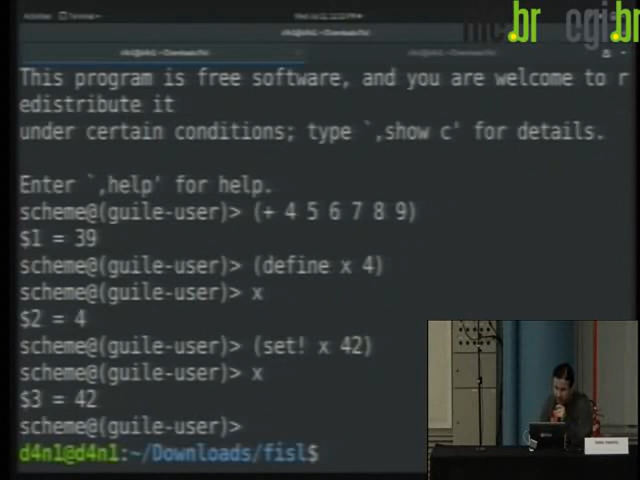 nic.br cgi.br
This program is free software, and you are welcome to r
edistribute it
under certain conditions; type `,show c' for details.
Enter `,help' for help.
scheme@(guile-user)> (+ 4 5 6 7 8 9)
$1 = 39
scheme@(guile-user)> (define x 4)
scheme@(guile-user)> x
$2 = 4
scheme@(guile-user)> (set! x 42)
scheme@(guile-user)> x
$3 = 42
scheme@(guile-user)>
d4n1@d4n1:~/Downloads/fisl$